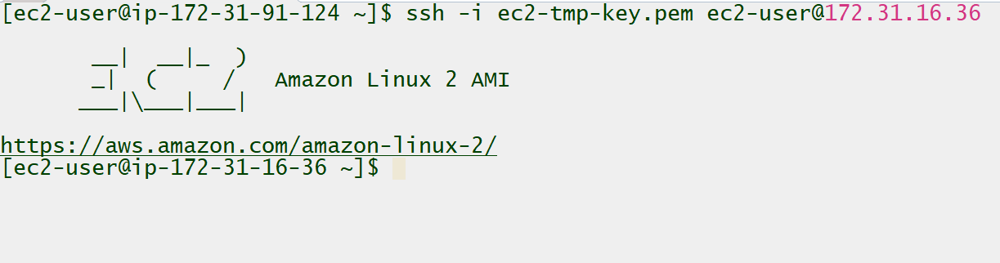 [ec2-user@ip-172-31-91-124 ~]$ ssh -i ec2-tmp-key.pem ec2-user@172.31.16.36
       __|  __|_  )
       _|  (     /   Amazon Linux 2 AMI
      ___|\___|___|
https://aws.amazon.com/amazon-linux-2/
[ec2-user@ip-172-31-16-36 ~]$